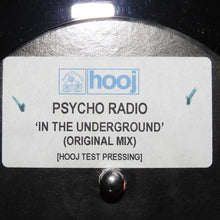 hooj
PSYCHO RADIO
'IN THE UNDERGROUND'
(ORIGINAL MIX)
[HOOJ TEST PRESSING]